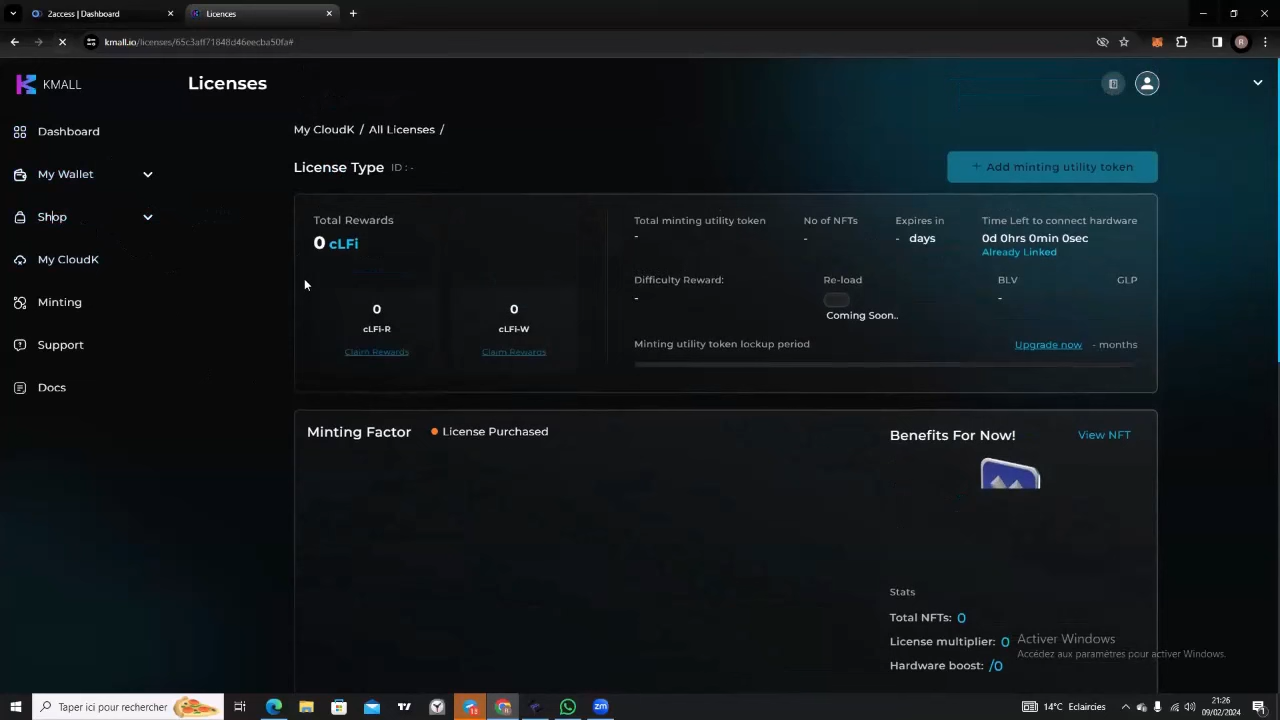 2access | Dashboard
Licences
kmall.io/licenses/65c3aff71848d46eecba50fa#
R
KMALL
Licenses
Dashboard
My Wallet
Shop
My CloudK
Minting
Support
Docs
My CloudK / All Licenses /
License Type ID : -
+ Add minting utility token
Total Rewards
0 cLFi
0
cLFi-R
Claim Rewards
0
cLFi-W
Claim Rewards
Total minting utility token
-
No of NFTs
-
Expires in
- days
Time Left to connect hardware
0d 0hrs 0min 0sec
Already Linked
Difficulty Reward:
-
Re-load
Coming Soon..
BLV
-
GLP
Minting utility token lockup period
Upgrade now - months
Minting Factor
License Purchased
Benefits For Now!
View NFT
Stats
Total NFTs: 0
License multiplier: 0
Hardware boost: /0
Activer Windows
Accédez aux paramètres pour activer Windows.
Taper ici pour rechercher
zm
14°C Eclaircies
21:26
09/02/2024